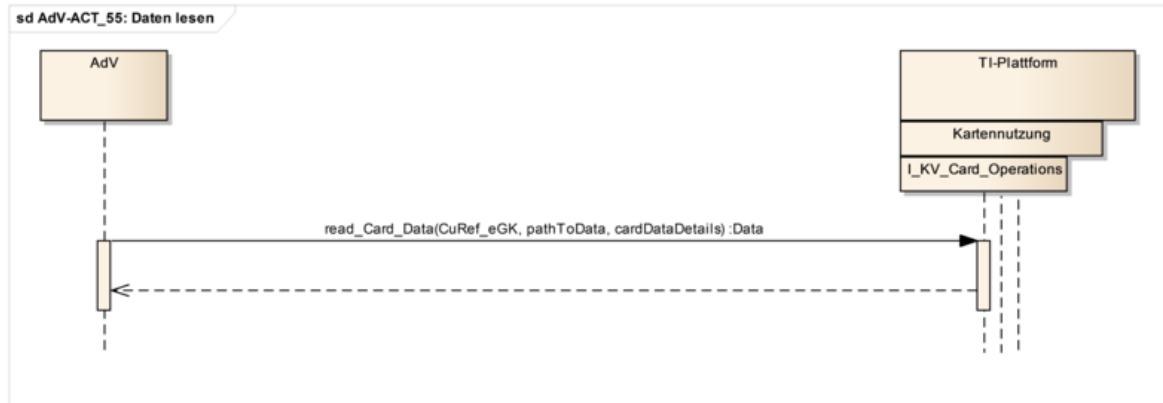 sd AdV-ACT_55: Daten lesen
AdV
TI-Plattform
Kartennutzung
I_KV_Card_Operations
read_Card_Data(CuRef_eGK, pathToData, cardDataDetails) :Data